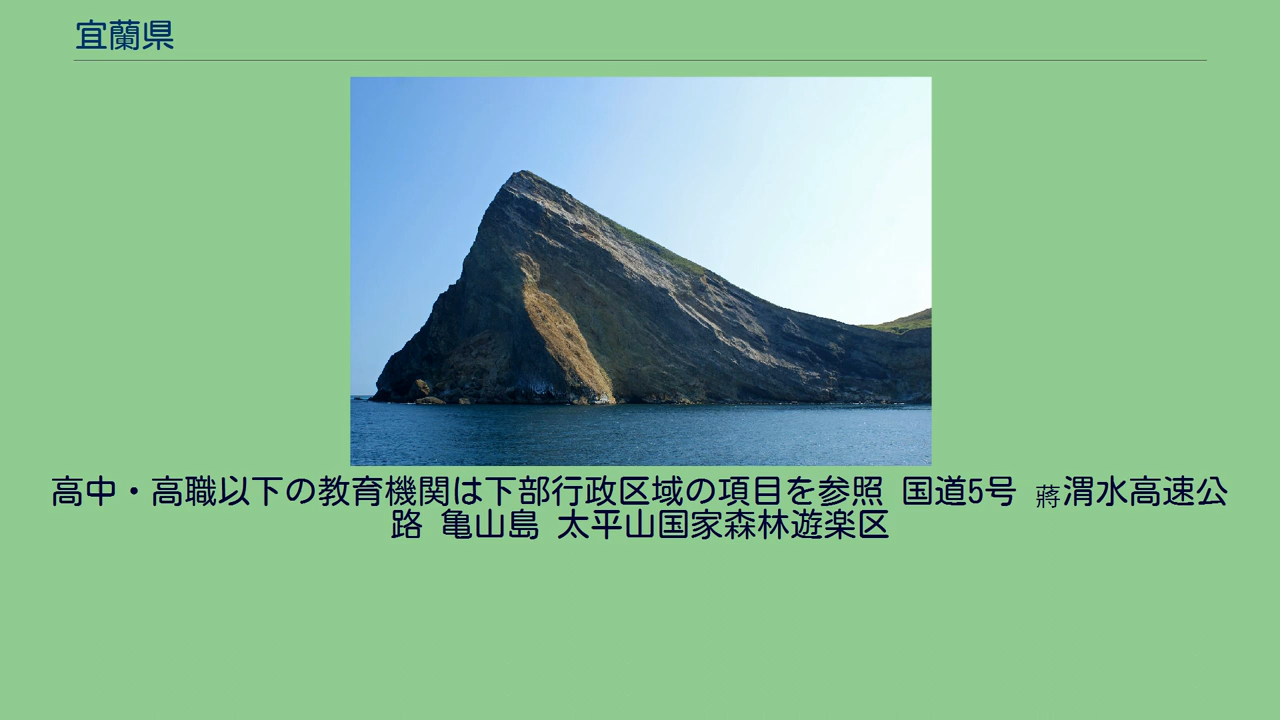 宜蘭県
高中・高職以下の教育機関は下部行政区域の項目を参照 国道5号 蔣渭水高速公
路 亀山島 太平山国家森林遊楽区